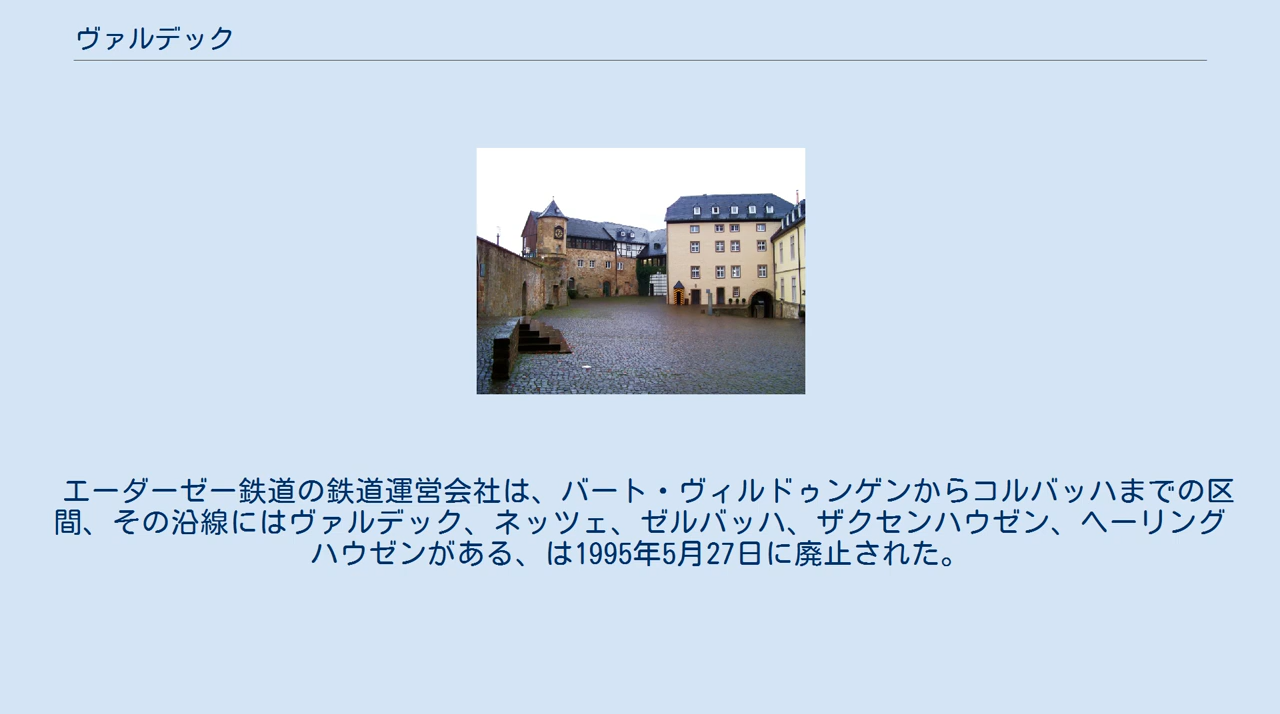 ヴァルデック
エーダーゼー鉄道の鉄道運営会社は、バート・ヴィルドゥンゲンからコルバッハまでの区
間、その沿線にはヴァルデック、ネッツェ、ゼルバッハ、ザクセンハウゼン、ヘーリング
ハウゼンがある、は1995年5月27日に廃止された。